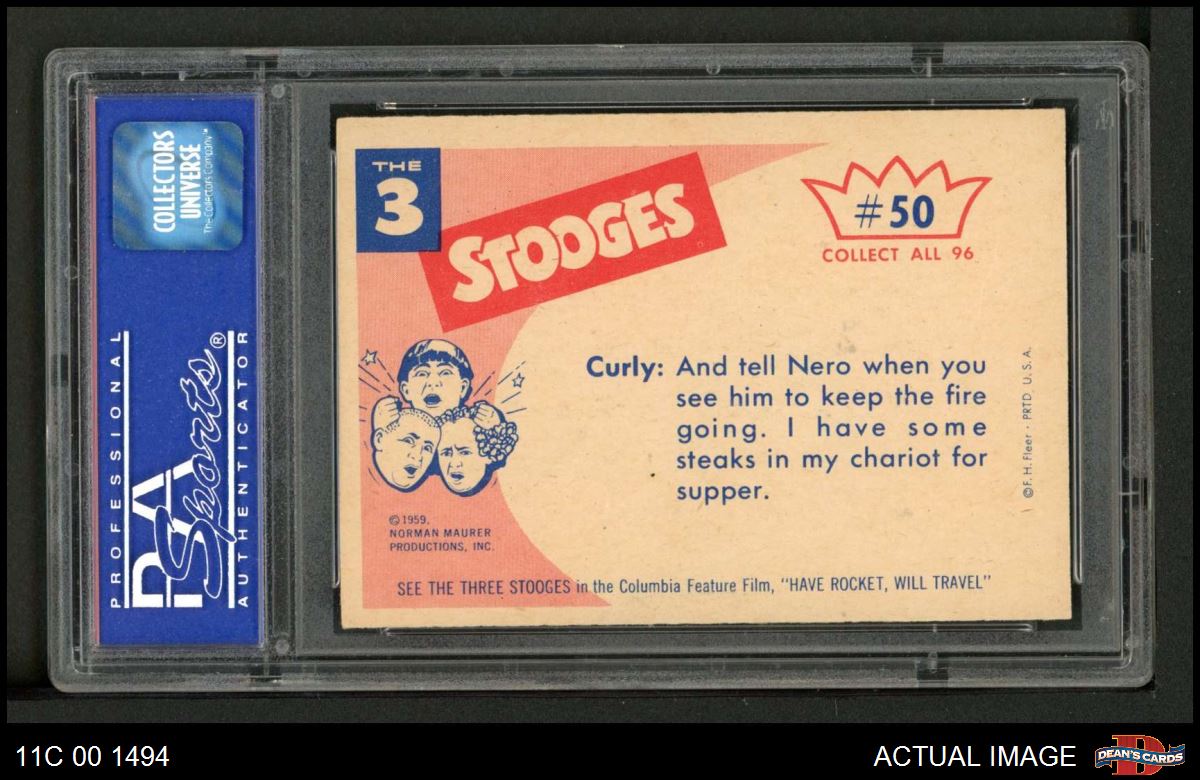 COLLECTORS
UNIVERSE
The Collectors Company™
PROFESSIONAL
PSA
Sports®
AUTHENTICATOR
THE
3
STOOGES
#50
COLLECT ALL 96
Curly: And tell Nero when you
see him to keep the fire
going. I have some
steaks in my chariot for
supper.
© F. H. Fleer • PRTD. U. S. A.
© 1959,
NORMAN MAURER
PRODUCTIONS, INC.
SEE THE THREE STOOGES in the Columbia Feature Film, "HAVE ROCKET, WILL TRAVEL"
11C 00 1494
ACTUAL IMAGE
D
DEAN'S CARDS